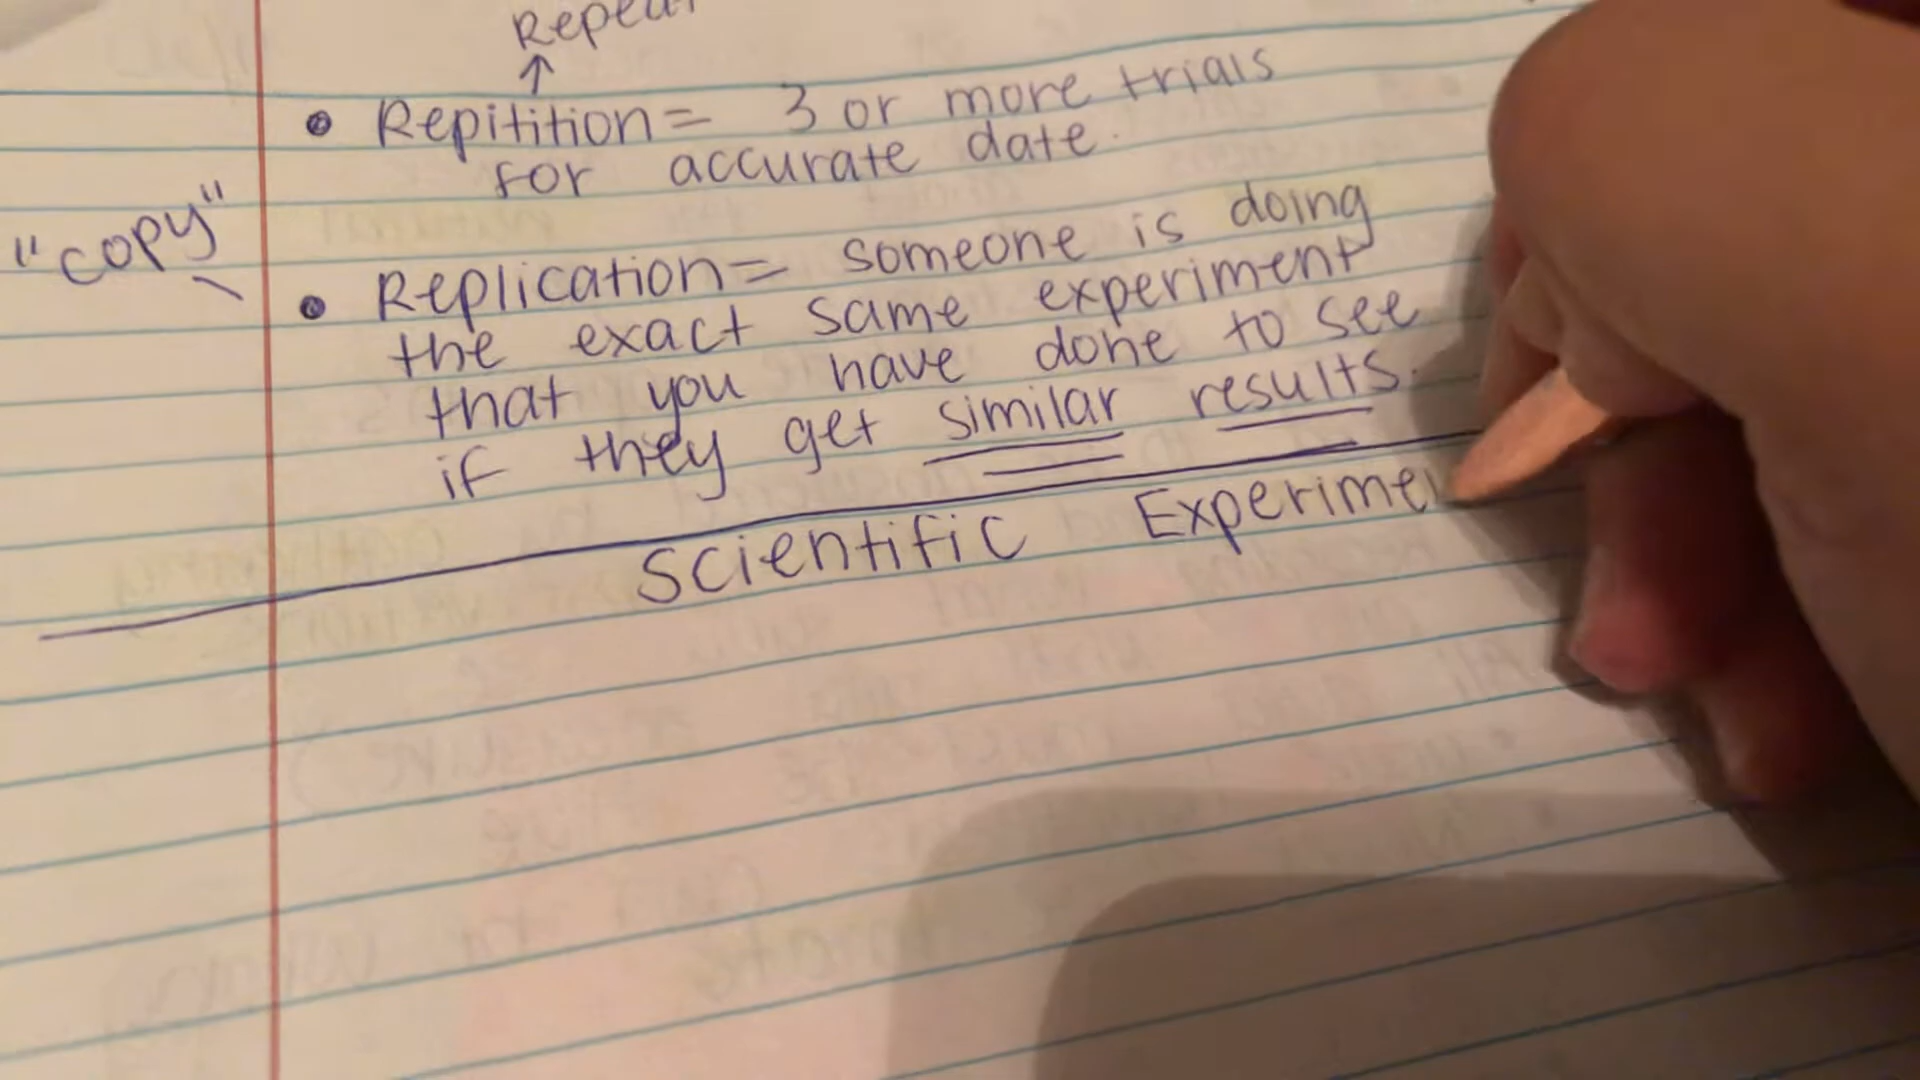 Repeat
↑
• Repitition = 3 or more trials
for accurate date.
"copy"
• Replication = someone is doing
the exact same experiment
that you have done to see
if they get similar results.
Scientific Experimen